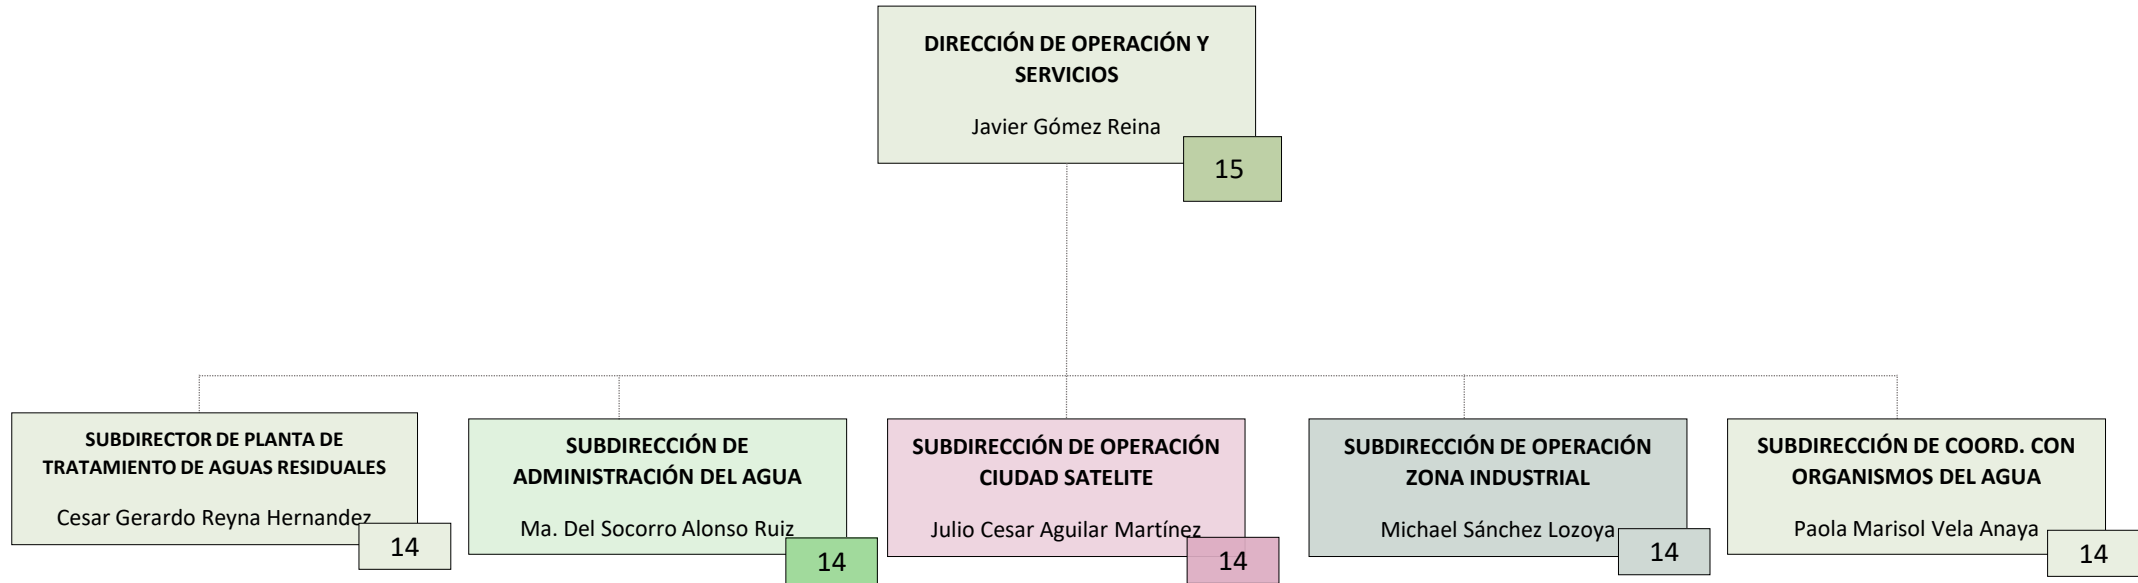 DIRECCIÓN DE OPERACIÓN Y
SERVICIOS
Javier Gómez Reina
15
SUBDIRECTOR DE PLANTA DE
TRATAMIENTO DE AGUAS RESIDUALES
Cesar Gerardo Reyna Hernandez
14
SUBDIRECCIÓN DE
ADMINISTRACIÓN DEL AGUA
Ma. Del Socorro Alonso Ruiz
14
SUBDIRECCIÓN DE OPERACIÓN
CIUDAD SATELITE
Julio Cesar Aguilar Martínez
14
SUBDIRECCIÓN DE OPERACIÓN
ZONA INDUSTRIAL
Michael Sánchez Lozoya
14
SUBDIRECCIÓN DE COORD. CON
ORGANISMOS DEL AGUA
Paola Marisol Vela Anaya
14